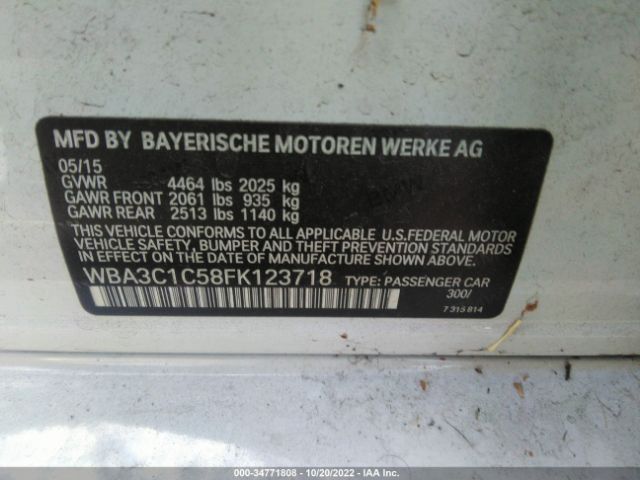 MFD BY BAYERISCHE MOTOREN WERKE AG
05/15
GVWR 4464 lbs 2025 kg
GAWR FRONT 2061 lbs 935 kg
GAWR REAR 2513 lbs 1140 kg
THIS VEHICLE CONFORMS TO ALL APPLICABLE U.S.FEDERAL MOTOR
VEHICLE SAFETY, BUMPER AND THEFT PREVENTION STANDARDS
IN EFFECT ON THE DATE OF MANUFACTURE SHOWN ABOVE.
WBA3C1C58FK123718 TYPE: PASSENGER CAR
300/
7 315 814
000-34771808 - 10/20/2022 - IAA Inc.